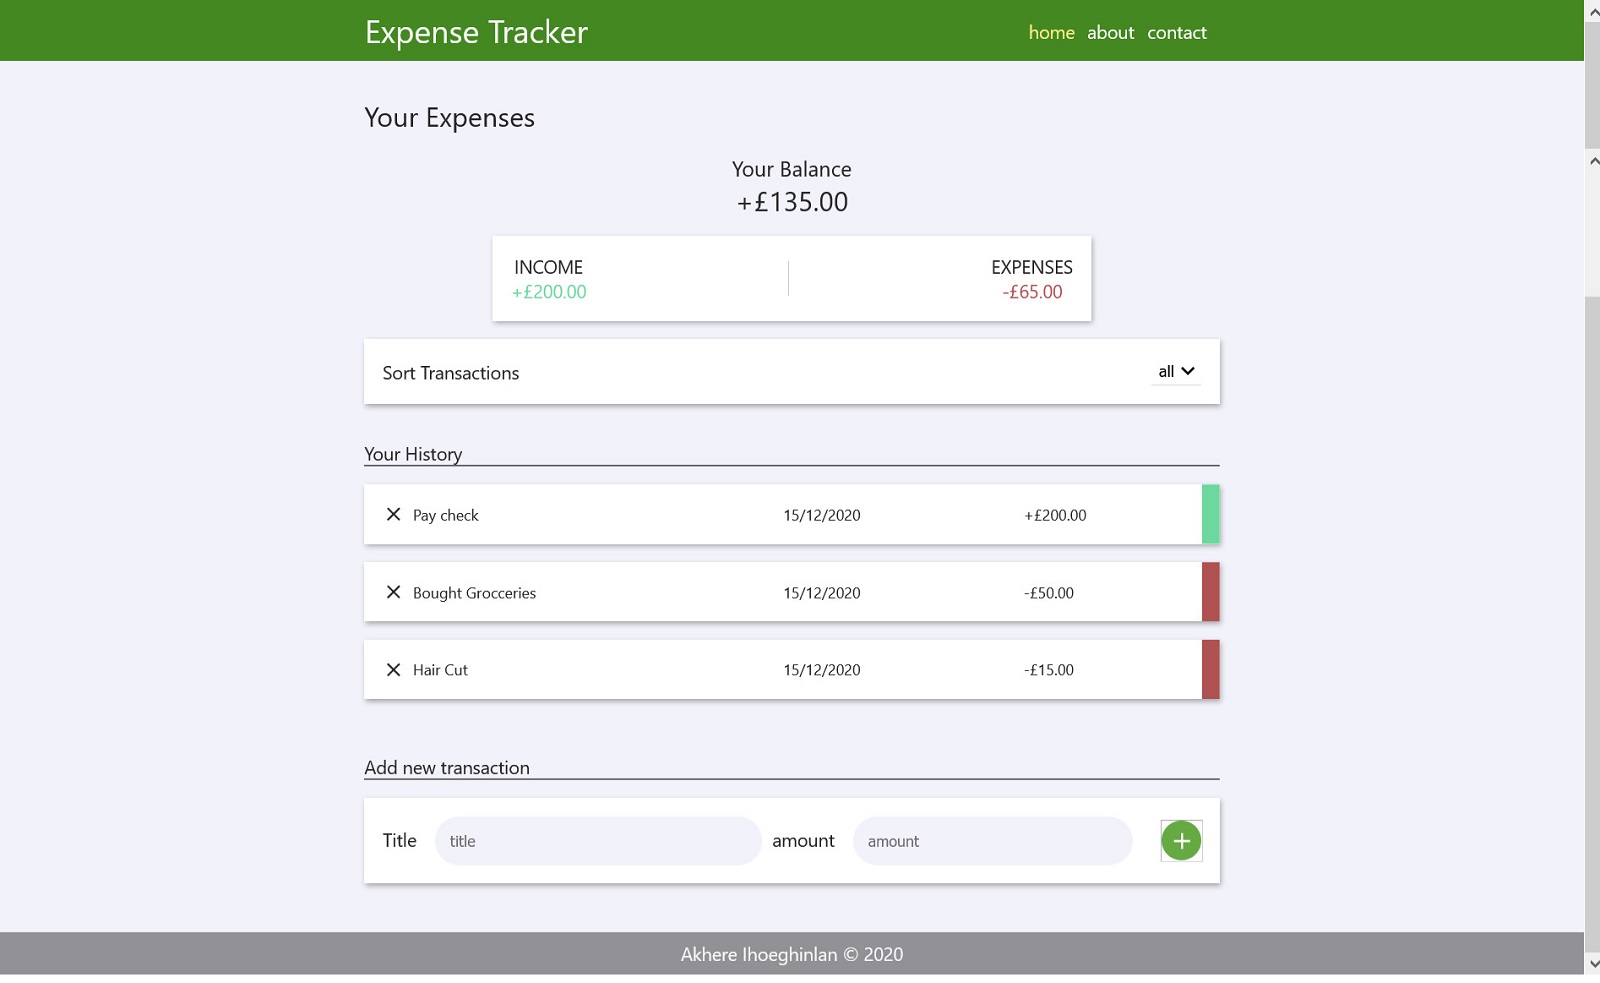 Expense Tracker
home about contact
Your Expenses
Your Balance
+£135.00
INCOME EXPENSES
+£200.00 -£65.00
Sort Transactions all
Your History
Pay check 15/12/2020 +£200.00
Bought Grocceries 15/12/2020 -£50.00
Hair Cut 15/12/2020 -£15.00
Add new transaction
Title title amount amount
Akhere Ihoeghinlan © 2020